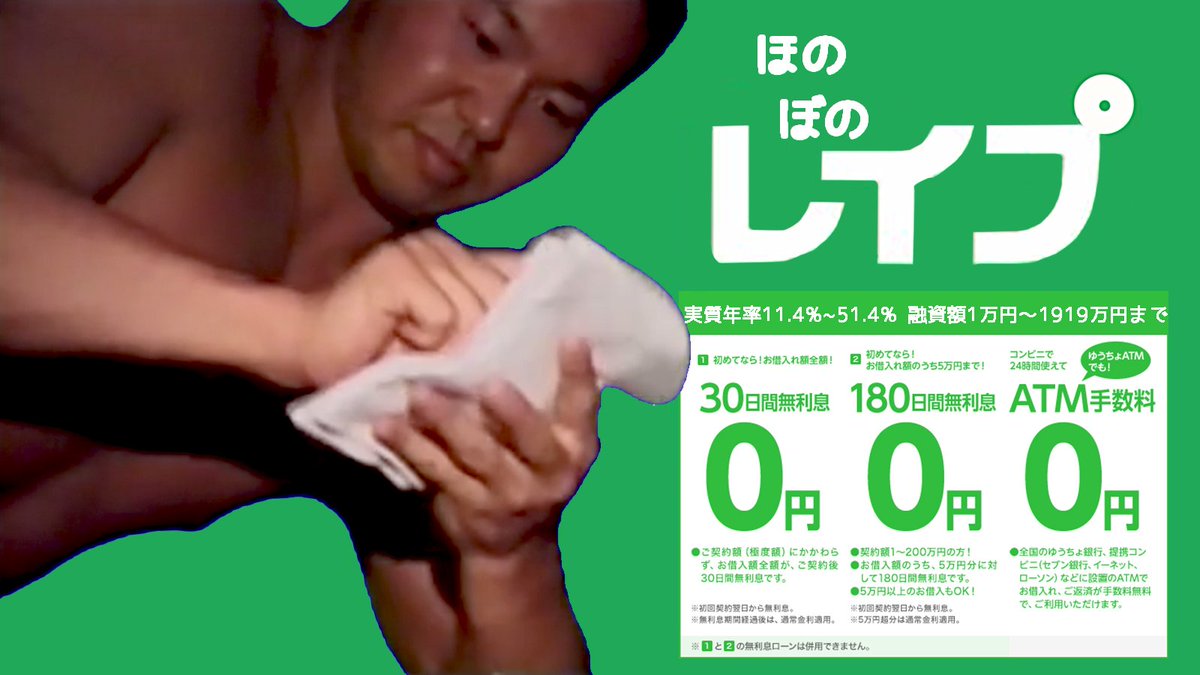 ほの
ぼの
レイプ
実質年率11.4%~51.4% 融資額1万円～1919万円まで
1 初めてなら!お借入れ額全額!
30日間無利息
0円
●ご契約額（極度額）にかかわら
ず、お借入額全額が、ご契約後
30日間無利息です。
※初回契約翌日から無利息。
※無利息期間経過後は、通常金利適用。
2 初めてなら!
お借入れ額のうち5万円まで!
180日間無利息
0円
●契約額1～200万円の方!
●お借入額のうち、5万円分に対
して180日間無利息です。
●5万円以上のお借入もOK!
※初回契約翌日から無利息。
※5万円超分は通常金利適用。
コンビニで
24時間使えて
ゆうちょATM
でも!
ATM手数料
0円
●全国のゆうちょ銀行、提携コン
ビニ(セブン銀行、イーネット、
ローソン）などに設置のATMで
お借入れ、ご返済が手数料無料
で、ご利用いただけます。
※1と2の無利息ローンは併用できません。